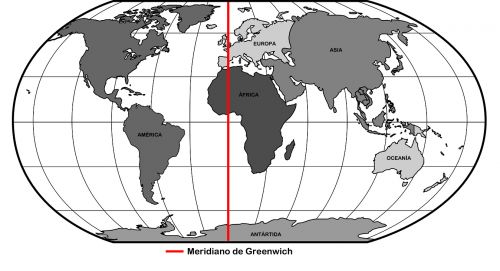 EUROPA
ASIA
ÁFRICA
AMÉRICA
OCEANÍA
ANTÁRTIDA
Meridiano de Greenwich